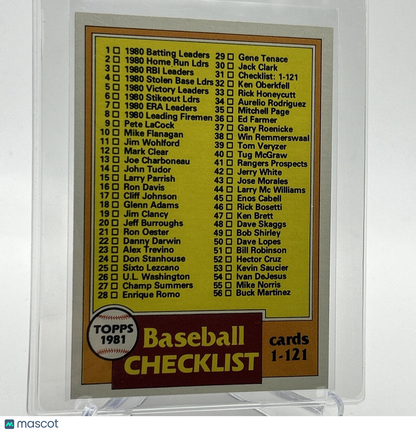 1 □ 1980 Batting Leaders
2 □ 1980 Home Run Ldrs
3 □ 1980 RBI Leaders
4 □ 1980 Stolen Base Ldrs
5 □ 1980 Victory Leaders
6 □ 1980 Stikeout Ldrs
7 □ 1980 ERA Leaders
8 □ 1980 Leading Firemen
9 □ Pete LaCock
10 □ Mike Flanagan
11 □ Jim Wohlford
12 □ Mark Clear
13 □ Joe Charboneau
14 □ John Tudor
15 □ Larry Parrish
16 □ Ron Davis
17 □ Cliff Johnson
18 □ Glenn Adams
19 □ Jim Clancy
20 □ Jeff Burroughs
21 □ Ron Oester
22 □ Danny Darwin
23 □ Alex Trevino
24 □ Don Stanhouse
25 □ Sixto Lezcano
26 □ U.L. Washington
27 □ Champ Summers
28 □ Enrique Romo
29 □ Gene Tenace
30 □ Jack Clark
31 □ Checklist: 1-121
32 □ Ken Oberkfell
33 □ Rick Honeycutt
34 □ Aurelio Rodriguez
35 □ Mitchell Page
36 □ Ed Farmer
37 □ Gary Roenicke
38 □ Win Remmerswaal
39 □ Tom Veryzer
40 □ Tug McGraw
41 □ Rangers Prospects
42 □ Jerry White
43 □ Jose Morales
44 □ Larry Mc Williams
45 □ Enos Cabell
46 □ Rick Bosetti
47 □ Ken Brett
48 □ Dave Skaggs
49 □ Bob Shirley
50 □ Dave Lopes
51 □ Bill Robinson
52 □ Hector Cruz
53 □ Kevin Saucier
54 □ Ivan DeJesus
55 □ Mike Norris
56 □ Buck Martinez
TOPPS
1981
Baseball
CHECKLIST
cards
1-121
mascot